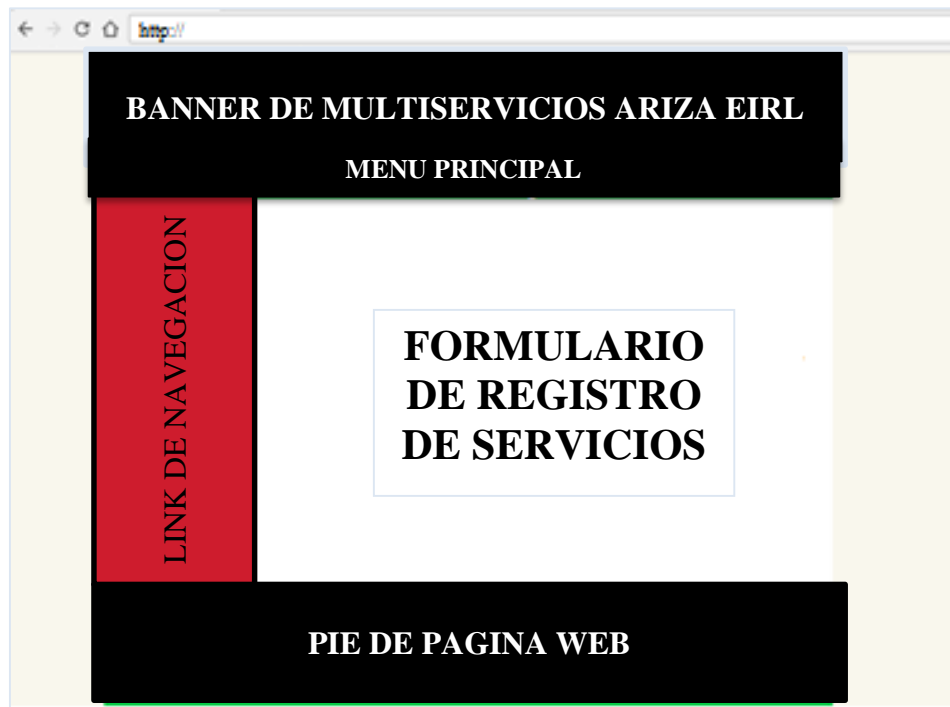 http://
BANNER DE MULTISERVICIOS ARIZA EIRL
MENU PRINCIPAL
LINK DE NAVEGACION
FORMULARIO
DE REGISTRO
DE SERVICIOS
PIE DE PAGINA WEB